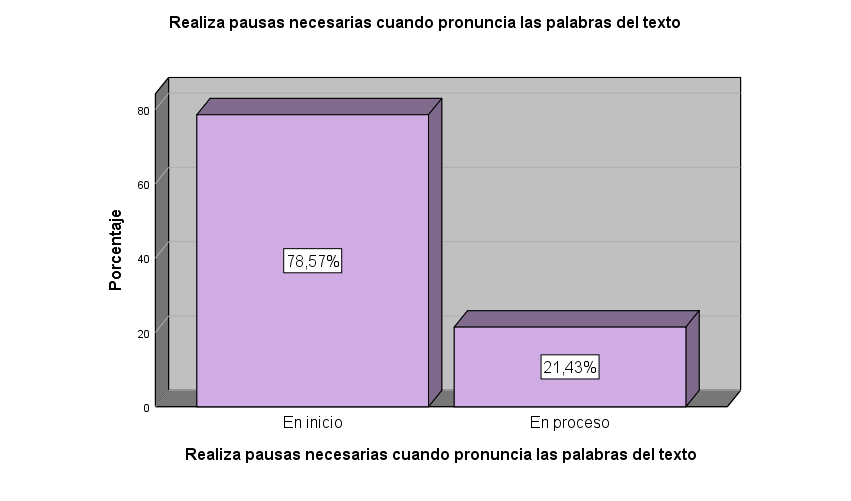 Realiza pausas necesarias cuando pronuncia las palabras del texto
Porcentaje
80
60
40
20
0
78,57%
21,43%
En inicio
En proceso
Realiza pausas necesarias cuando pronuncia las palabras del texto